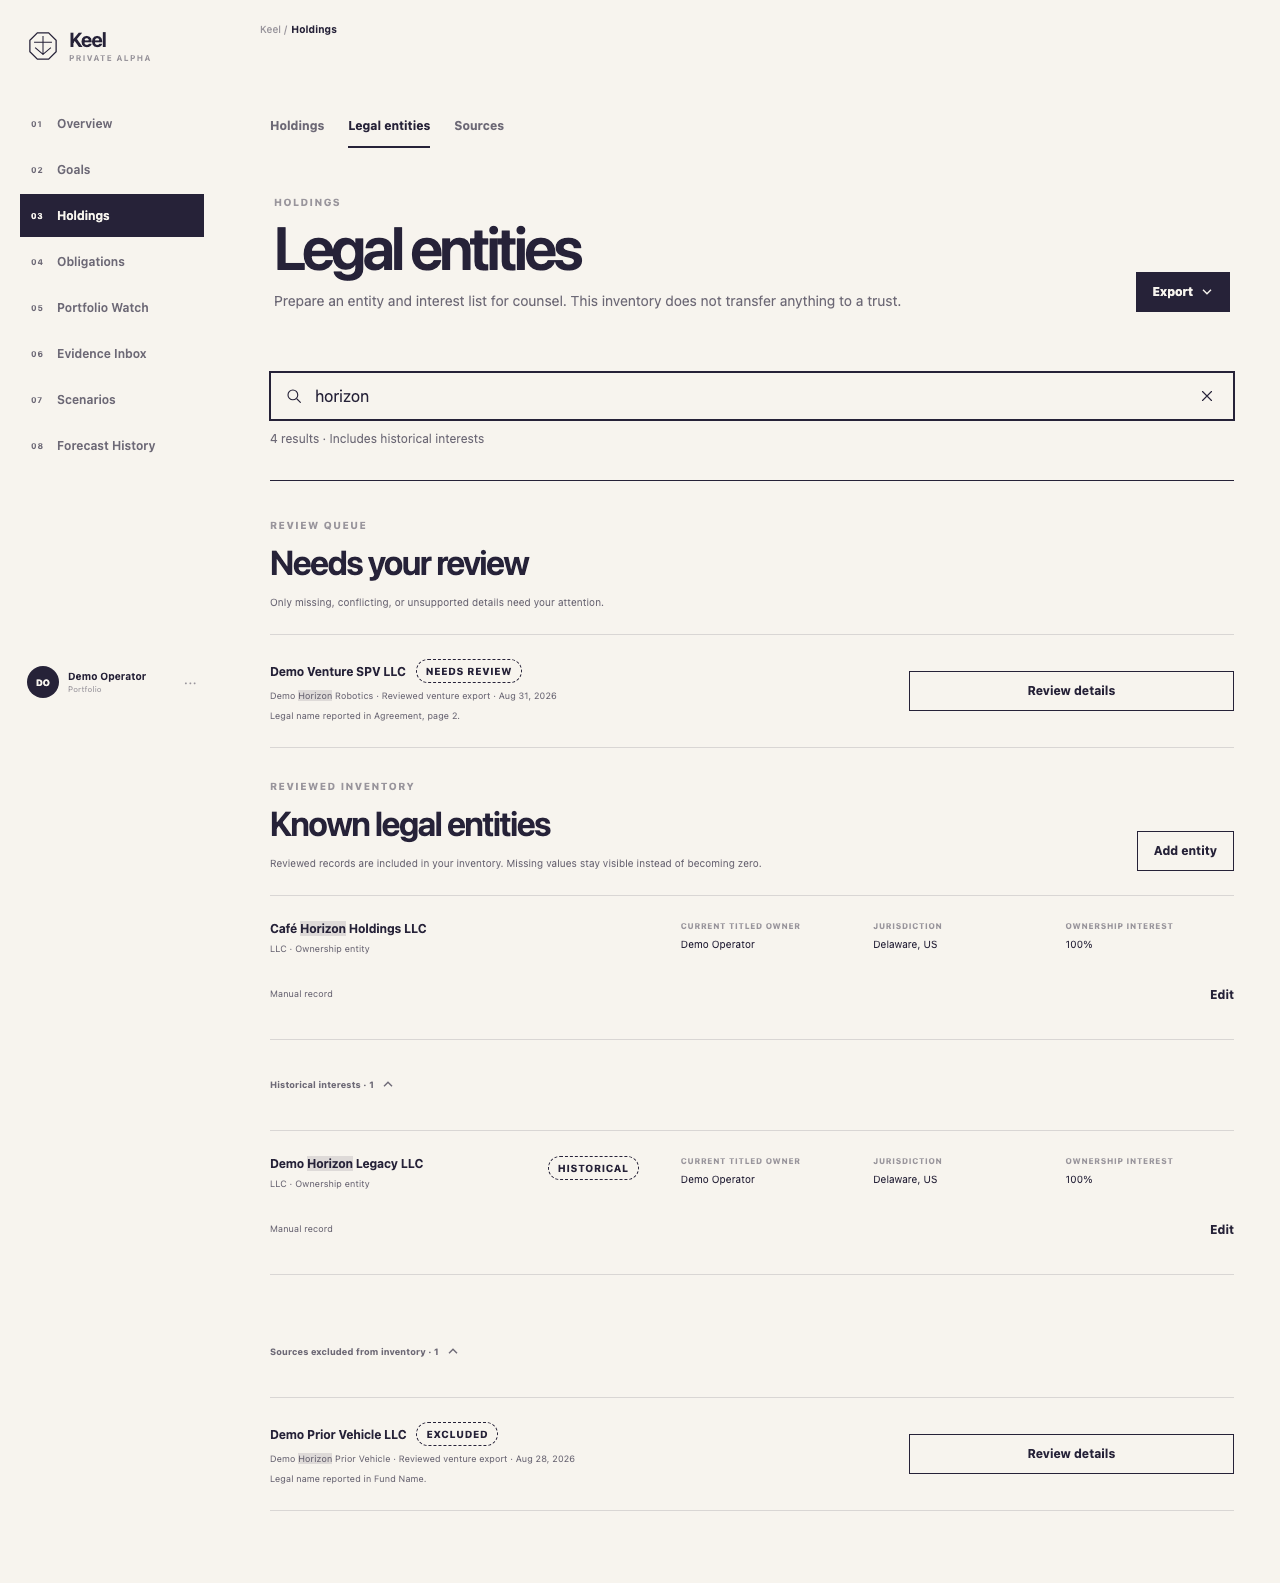 Keel
PRIVATE ALPHA
Keel / Holdings
01 Overview
02 Goals
03 Holdings
04 Obligations
05 Portfolio Watch
06 Evidence Inbox
07 Scenarios
08 Forecast History
DO
Demo Operator
Portfolio
...
Holdings Legal entities Sources
HOLDINGS
Legal entities
Prepare an entity and interest list for counsel. This inventory does not transfer anything to a trust.
Export
horizon
4 results · Includes historical interests
REVIEW QUEUE
Needs your review
Only missing, conflicting, or unsupported details need your attention.
Demo Venture SPV LLC NEEDS REVIEW
Demo Horizon Robotics · Reviewed venture export · Aug 31, 2026
Legal name reported in Agreement, page 2.
Review details
REVIEWED INVENTORY
Known legal entities
Reviewed records are included in your inventory. Missing values stay visible instead of becoming zero.
Add entity
Café Horizon Holdings LLC
LLC · Ownership entity
CURRENT TITLED OWNER
Demo Operator
JURISDICTION
Delaware, US
OWNERSHIP INTEREST
100%
Manual record
Edit
Historical interests · 1
Demo Horizon Legacy LLC
LLC · Ownership entity
HISTORICAL
CURRENT TITLED OWNER
Demo Operator
JURISDICTION
Delaware, US
OWNERSHIP INTEREST
100%
Manual record
Edit
Sources excluded from inventory · 1
Demo Prior Vehicle LLC EXCLUDED
Demo Horizon Prior Vehicle · Reviewed venture export · Aug 28, 2026
Legal name reported in Fund Name.
Review details